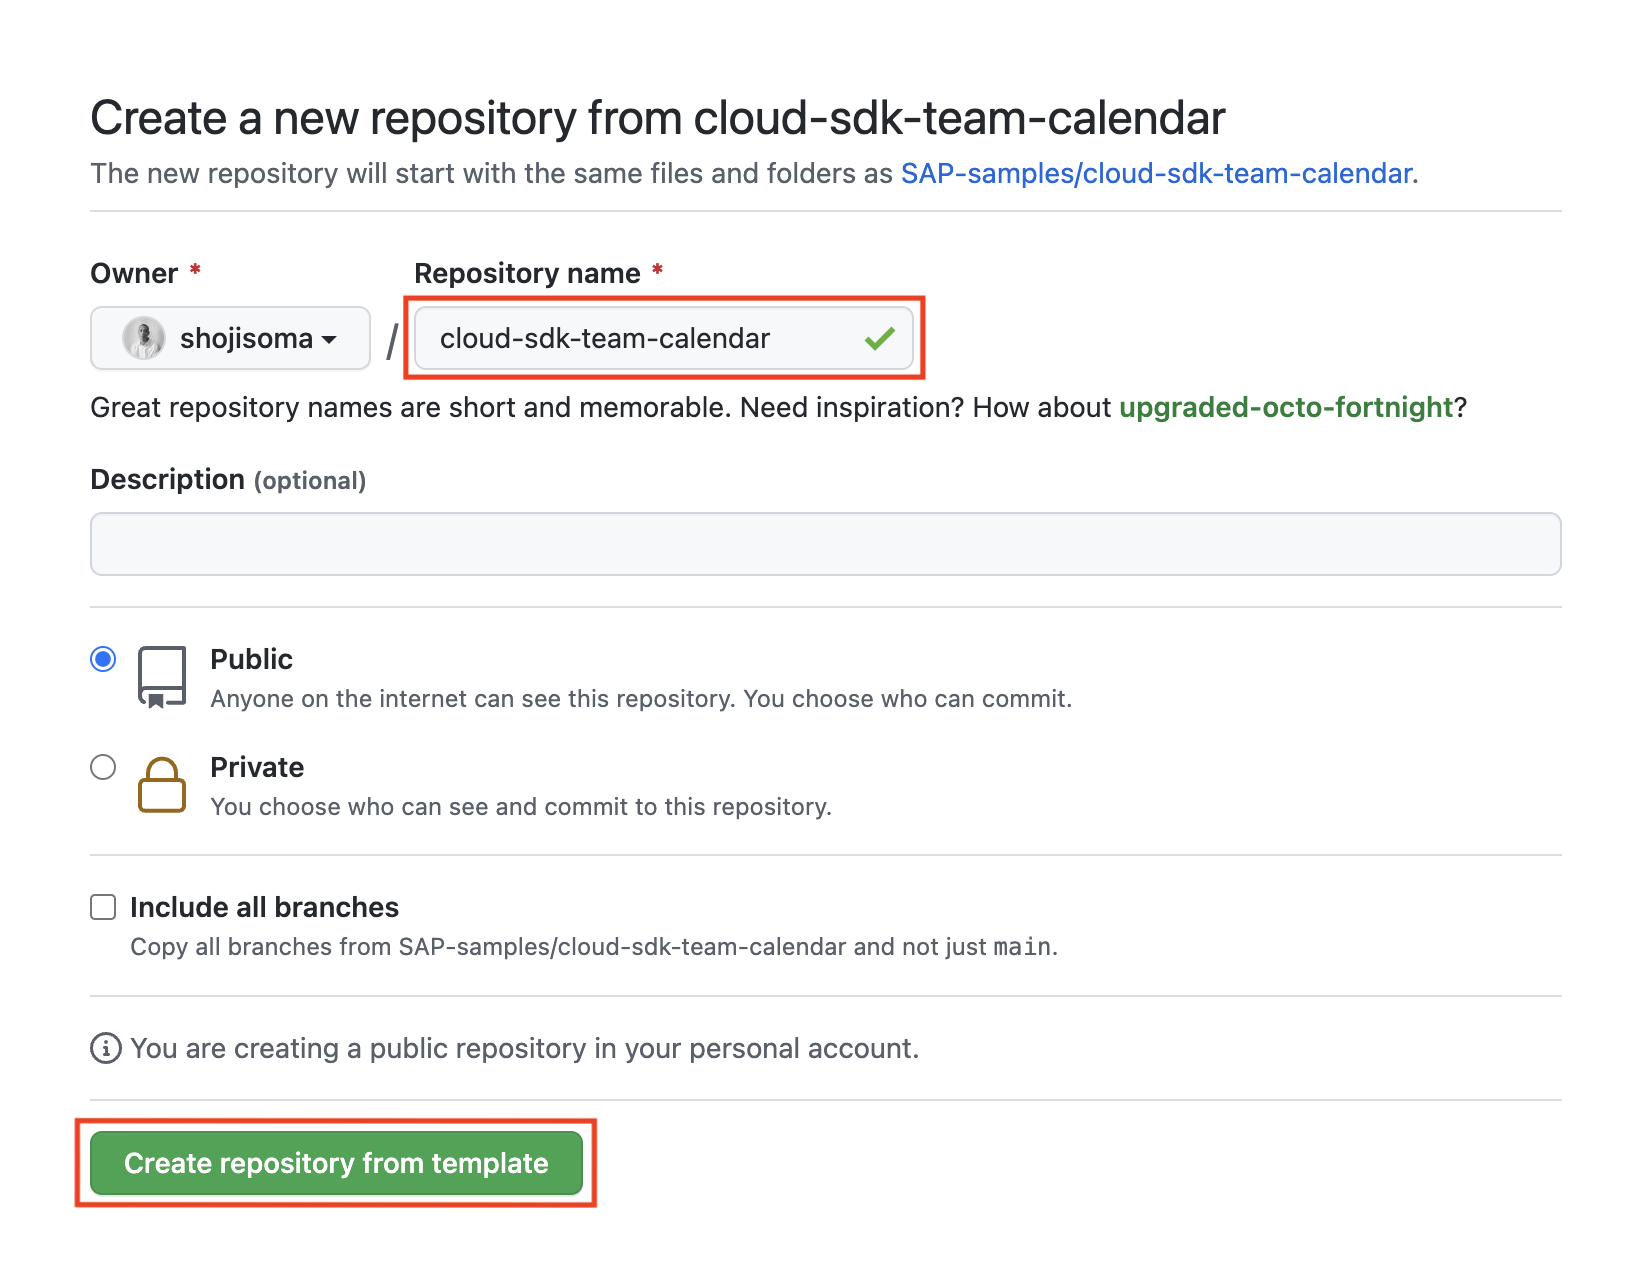 Create a new repository from cloud-sdk-team-calendar
The new repository will start with the same files and folders as SAP-samples/cloud-sdk-team-calendar.
Owner * Repository name *
shojisoma / cloud-sdk-team-calendar
Great repository names are short and memorable. Need inspiration? How about upgraded-octo-fortnight?
Description (optional)
Public
Anyone on the internet can see this repository. You choose who can commit.
Private
You choose who can see and commit to this repository.
Include all branches
Copy all branches from SAP-samples/cloud-sdk-team-calendar and not just main.
You are creating a public repository in your personal account.
Create repository from template